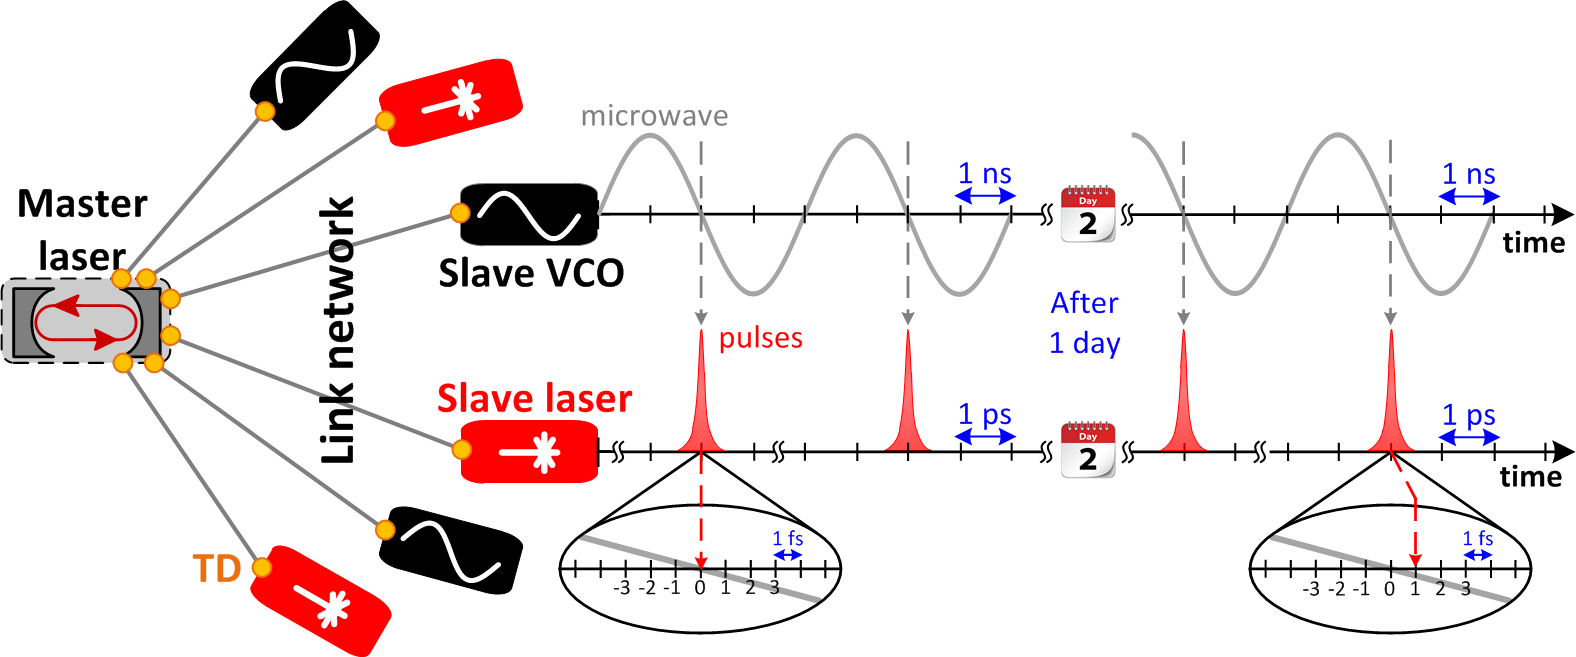 microwave
Master
laser
Link network
Slave VCO
1 ns
Day
2
1 ns
time
After
1 day
pulses
Slave laser
1 ps
Day
2
1 ps
time
TD
1 fs
-3 -2 -1 0 1 2 3
1 fs
-3 -2 -1 0 1 2 3